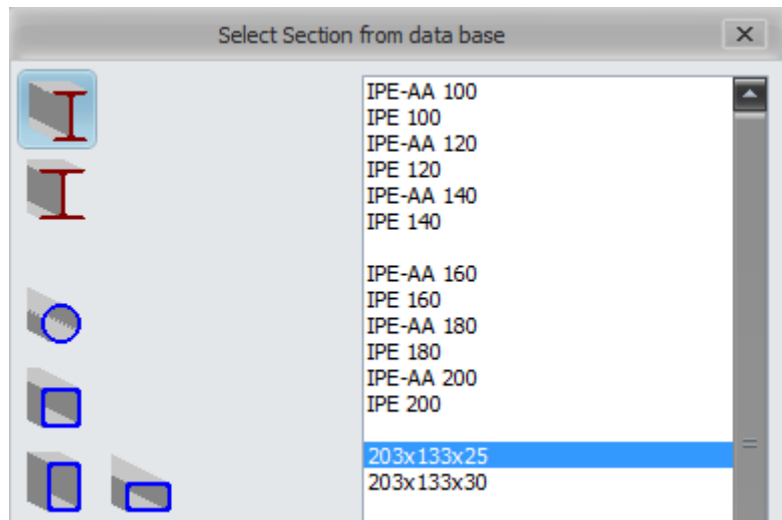 Select Section from data base
IPE-AA 100
IPE 100
IPE-AA 120
IPE 120
IPE-AA 140
IPE 140
IPE-AA 160
IPE 160
IPE-AA 180
IPE 180
IPE-AA 200
IPE 200
203x133x25
203x133x30